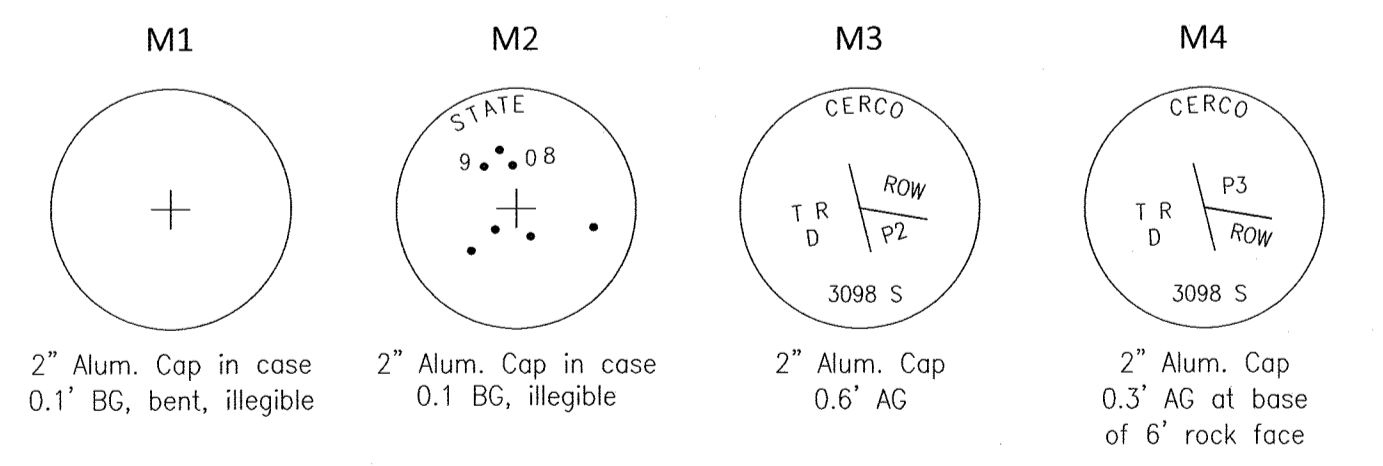 M1
2" Alum. Cap in case
0.1' BG, bent, illegible
M2
STATE
9 08
2" Alum. Cap in case
0.1 BG, illegible
M3
CERCO
ROW
T R
D
P2
3098 S
2" Alum. Cap
0.6' AG
M4
CERCO
P3
T R
D
ROW
3098 S
2" Alum. Cap
0.3' AG at base
of 6' rock face